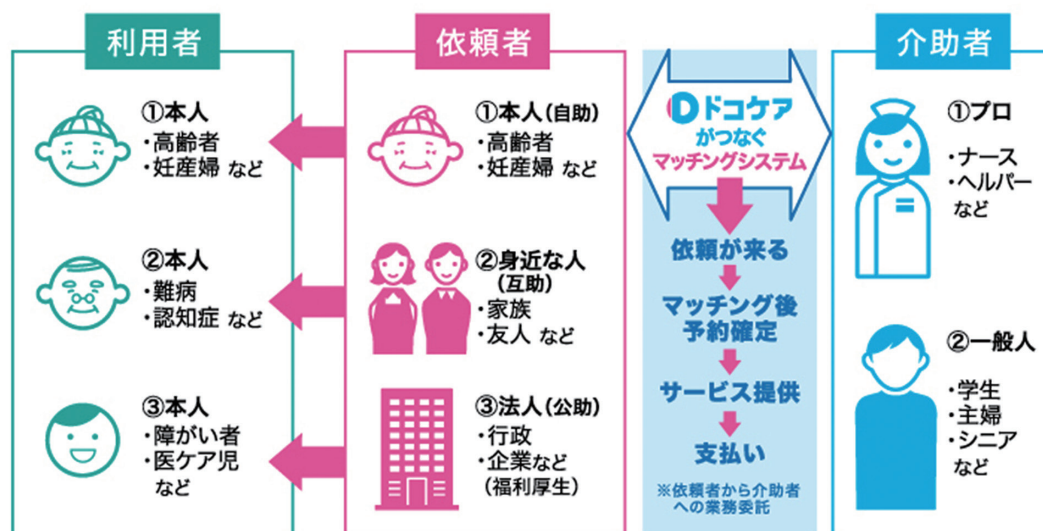 利用者
①本人
・高齢者
・妊産婦 など
②本人
・難病
・認知症 など
③本人
・障がい者
・医ケア児
など
依頼者
①本人(自助)
・高齢者
・妊産婦 など
②身近な人
(互助)
・家族
・友人 など
③法人(公助)
・行政
・企業など
(福利厚生)
ドコケア
がつなぐ
マッチングシステム
依頼が来る
マッチング後
予約確定
サービス提供
支払い
※依頼者から介助者
への業務委託
介助者
①プロ
・ナース
・ヘルパー
など
②一般人
・学生
・主婦
・シニア
など